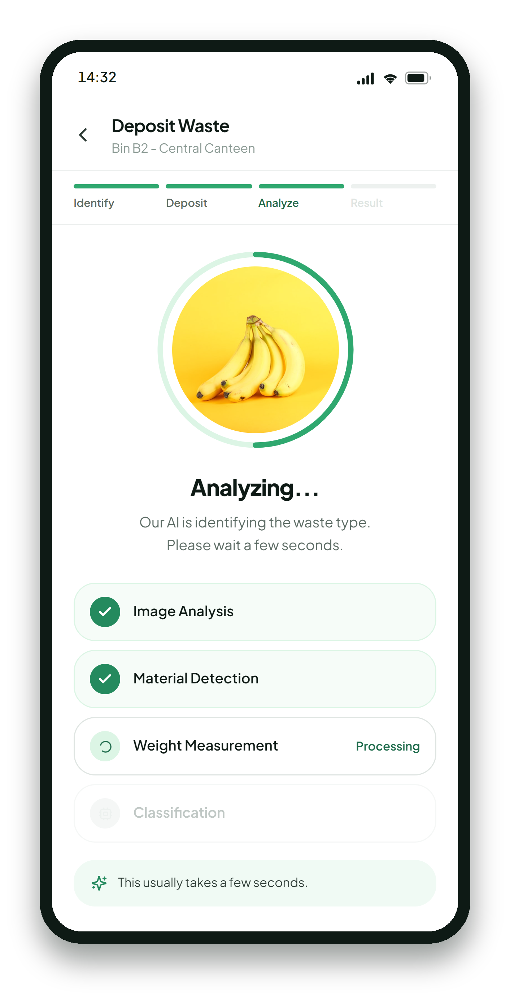 14:32
Deposit Waste
Bin B2 - Central Canteen
Identify
Deposit
Analyze
Result
Analyzing...
Our AI is identifying the waste type.
Please wait a few seconds.
Image Analysis
Material Detection
Weight Measurement
Processing
Classification
This usually takes a few seconds.